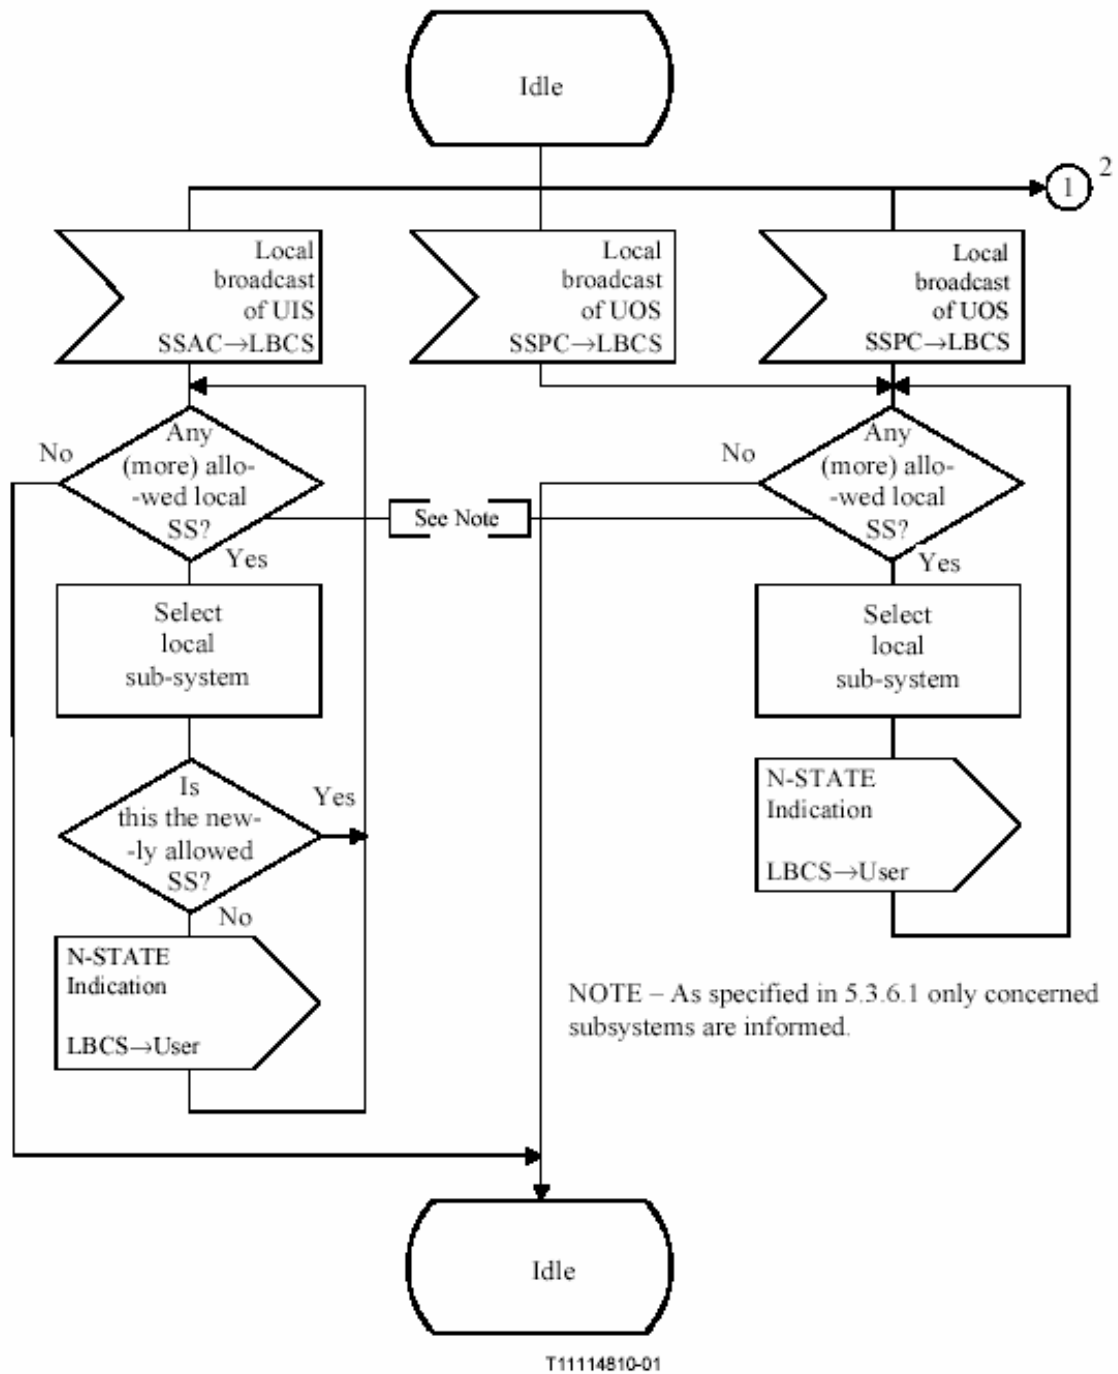 Idle
1
2
Local
broadcast
of UIS
SSAC→LBCS
Local
broadcast
of UOS
SSPC→LBCS
Local
broadcast
of UOS
SSPC→LBCS
No
Any
(more) allo-
-wed local
SS?
Yes
See Note
No
Any
(more) allo-
-wed local
SS?
Yes
Select
local
sub-system
Select
local
sub-system
Is
this the new-
-ly allowed
SS?
Yes
No
N-STATE
Indication
LBCS→User
N-STATE
Indication
LBCS→User
NOTE – As specified in 5.3.6.1 only concerned
subsystems are informed.
Idle
T11114810-01